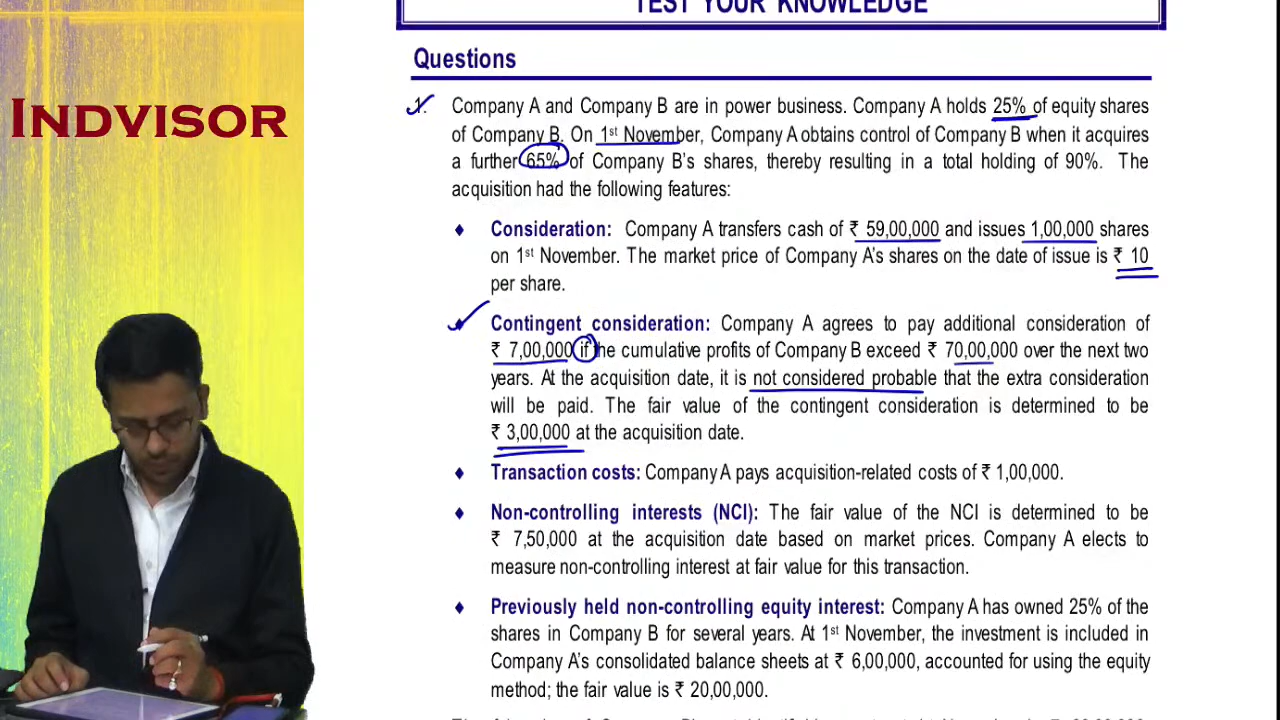 TEST YOUR KNOWLEDGE
INDVISOR
Questions
1. Company A and Company B are in power business. Company A holds 25% of equity shares
of Company B. On 1st November, Company A obtains control of Company B when it acquires
a further 65% of Company B's shares, thereby resulting in a total holding of 90%. The
acquisition had the following features:
♦ Consideration: Company A transfers cash of ₹ 59,00,000 and issues 1,00,000 shares
on 1st November. The market price of Company A's shares on the date of issue is ₹ 10
per share.
♦ Contingent consideration: Company A agrees to pay additional consideration of
₹ 7,00,000 if the cumulative profits of Company B exceed ₹ 70,00,000 over the next two
years. At the acquisition date, it is not considered probable that the extra consideration
will be paid. The fair value of the contingent consideration is determined to be
₹ 3,00,000 at the acquisition date.
♦ Transaction costs: Company A pays acquisition-related costs of ₹ 1,00,000.
♦ Non-controlling interests (NCI): The fair value of the NCI is determined to be
₹ 7,50,000 at the acquisition date based on market prices. Company A elects to
measure non-controlling interest at fair value for this transaction.
♦ Previously held non-controlling equity interest: Company A has owned 25% of the
shares in Company B for several years. At 1st November, the investment is included in
Company A's consolidated balance sheets at ₹ 6,00,000, accounted for using the equity
method; the fair value is ₹ 20,00,000.